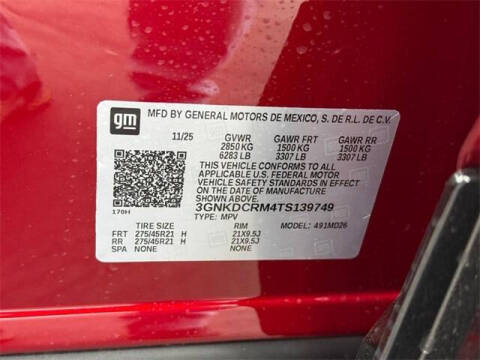 gm
MFD BY GENERAL MOTORS DE MEXICO, S. DE R.L. DE C.V.
11/25 GVWR GAWR FRT GAWR RR
2850 KG 1500 KG 1500 KG
6283 LB 3307 LB 3307 LB
THIS VEHICLE CONFORMS TO ALL
APPLICABLE U.S. FEDERAL MOTOR
VEHICLE SAFETY STANDARDS IN EFFECT
ON THE DATE OF MANUFACTURE
SHOWN ABOVE.
3GNKDCRM4TS139749
170H
TYPE: MPV MODEL: 491MD26
TIRE SIZE RIM
FRT 275/45R21 H 21X9.5J
RR 275/45R21 H 21X9.5J
SPA NONE NONE